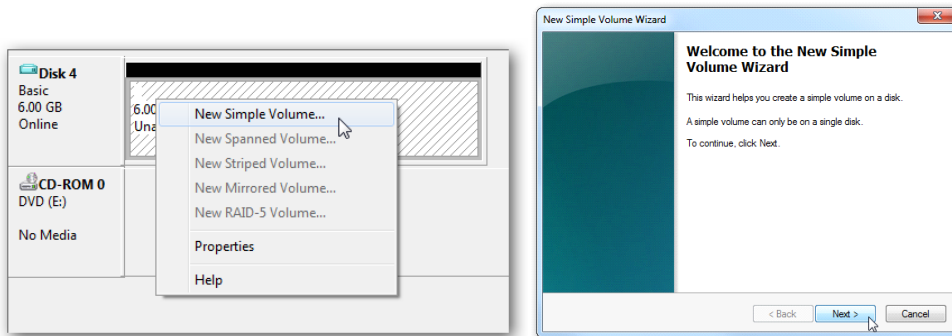 Disk 4
Basic
6.00 GB
Online
6.00
Una
New Simple Volume...
New Spanned Volume...
New Striped Volume...
New Mirrored Volume...
New RAID-5 Volume...
Properties
Help
CD-ROM 0
DVD (E:)
No Media
New Simple Volume Wizard
Welcome to the New Simple
Volume Wizard
This wizard helps you create a simple volume on a disk.
A simple volume can only be on a single disk.
To continue, click Next.
< Back
Next >
Cancel